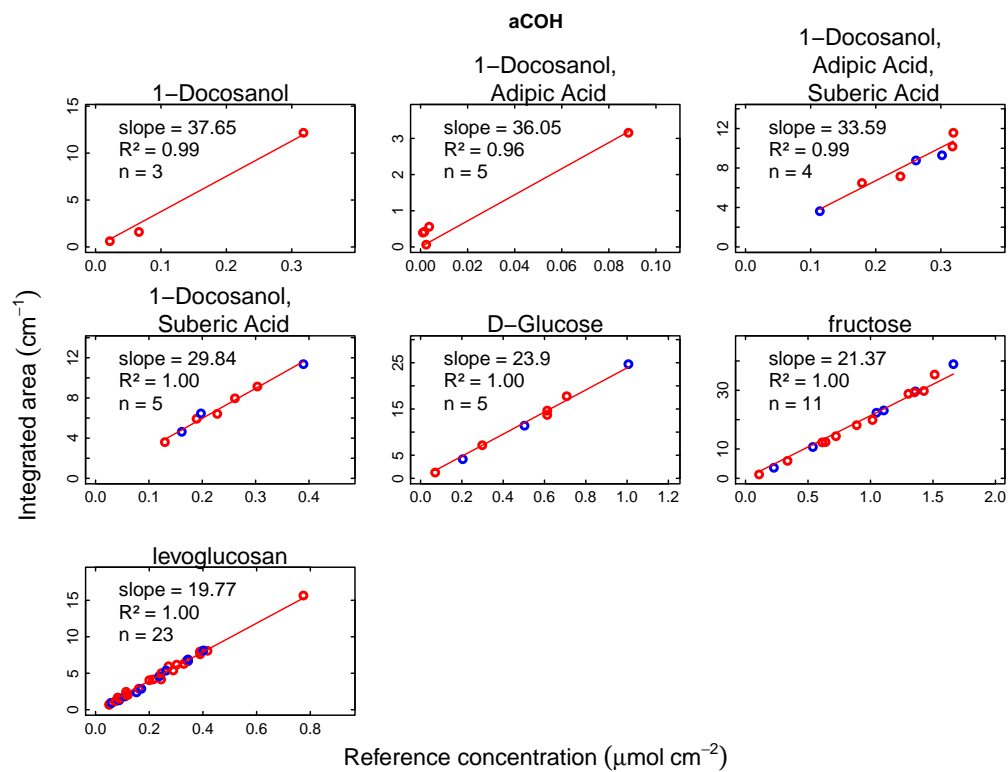 aCOH
1−Docosanol
slope = 37.65
R² = 0.99
n = 3
0
5
10
15
0.0
0.1
0.2
0.3
1−Docosanol,
Adipic Acid
slope = 36.05
R² = 0.96
n = 5
0
1
2
3
0.00
0.02
0.04
0.06
0.08
0.10
1−Docosanol,
Adipic Acid,
Suberic Acid
slope = 33.59
R² = 0.99
n = 4
0
4
8
12
0.0
0.1
0.2
0.3
1−Docosanol,
Suberic Acid
slope = 29.84
R² = 1.00
n = 5
0
4
8
12
0.0
0.1
0.2
0.3
0.4
D−Glucose
slope = 23.9
R² = 1.00
n = 5
0
5
15
25
0.0
0.2
0.4
0.6
0.8
1.0
fructose
slope = 21.37
R² = 1.00
n = 11
0
10
30
0.0
0.5
1.0
1.5
2.0
levoglucosan
slope = 19.77
R² = 1.00
n = 23
0
5
10
15
0.0
0.2
0.4
0.6
0.8
Integrated area (cm⁻¹)
Reference concentration (μmol cm⁻²)